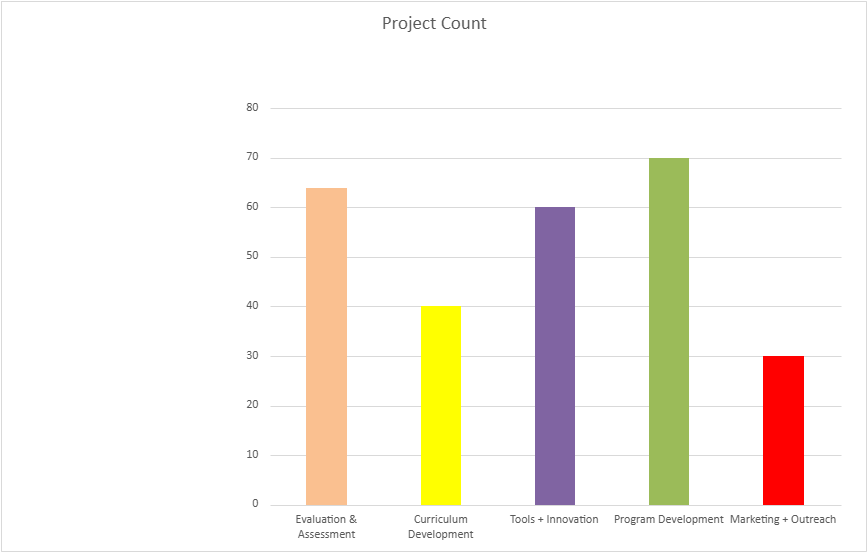 Project Count
80
70
60
50
40
30
20
10
0
Evaluation &
Assessment
Curriculum
Development
Tools + Innovation
Program Development
Marketing + Outreach